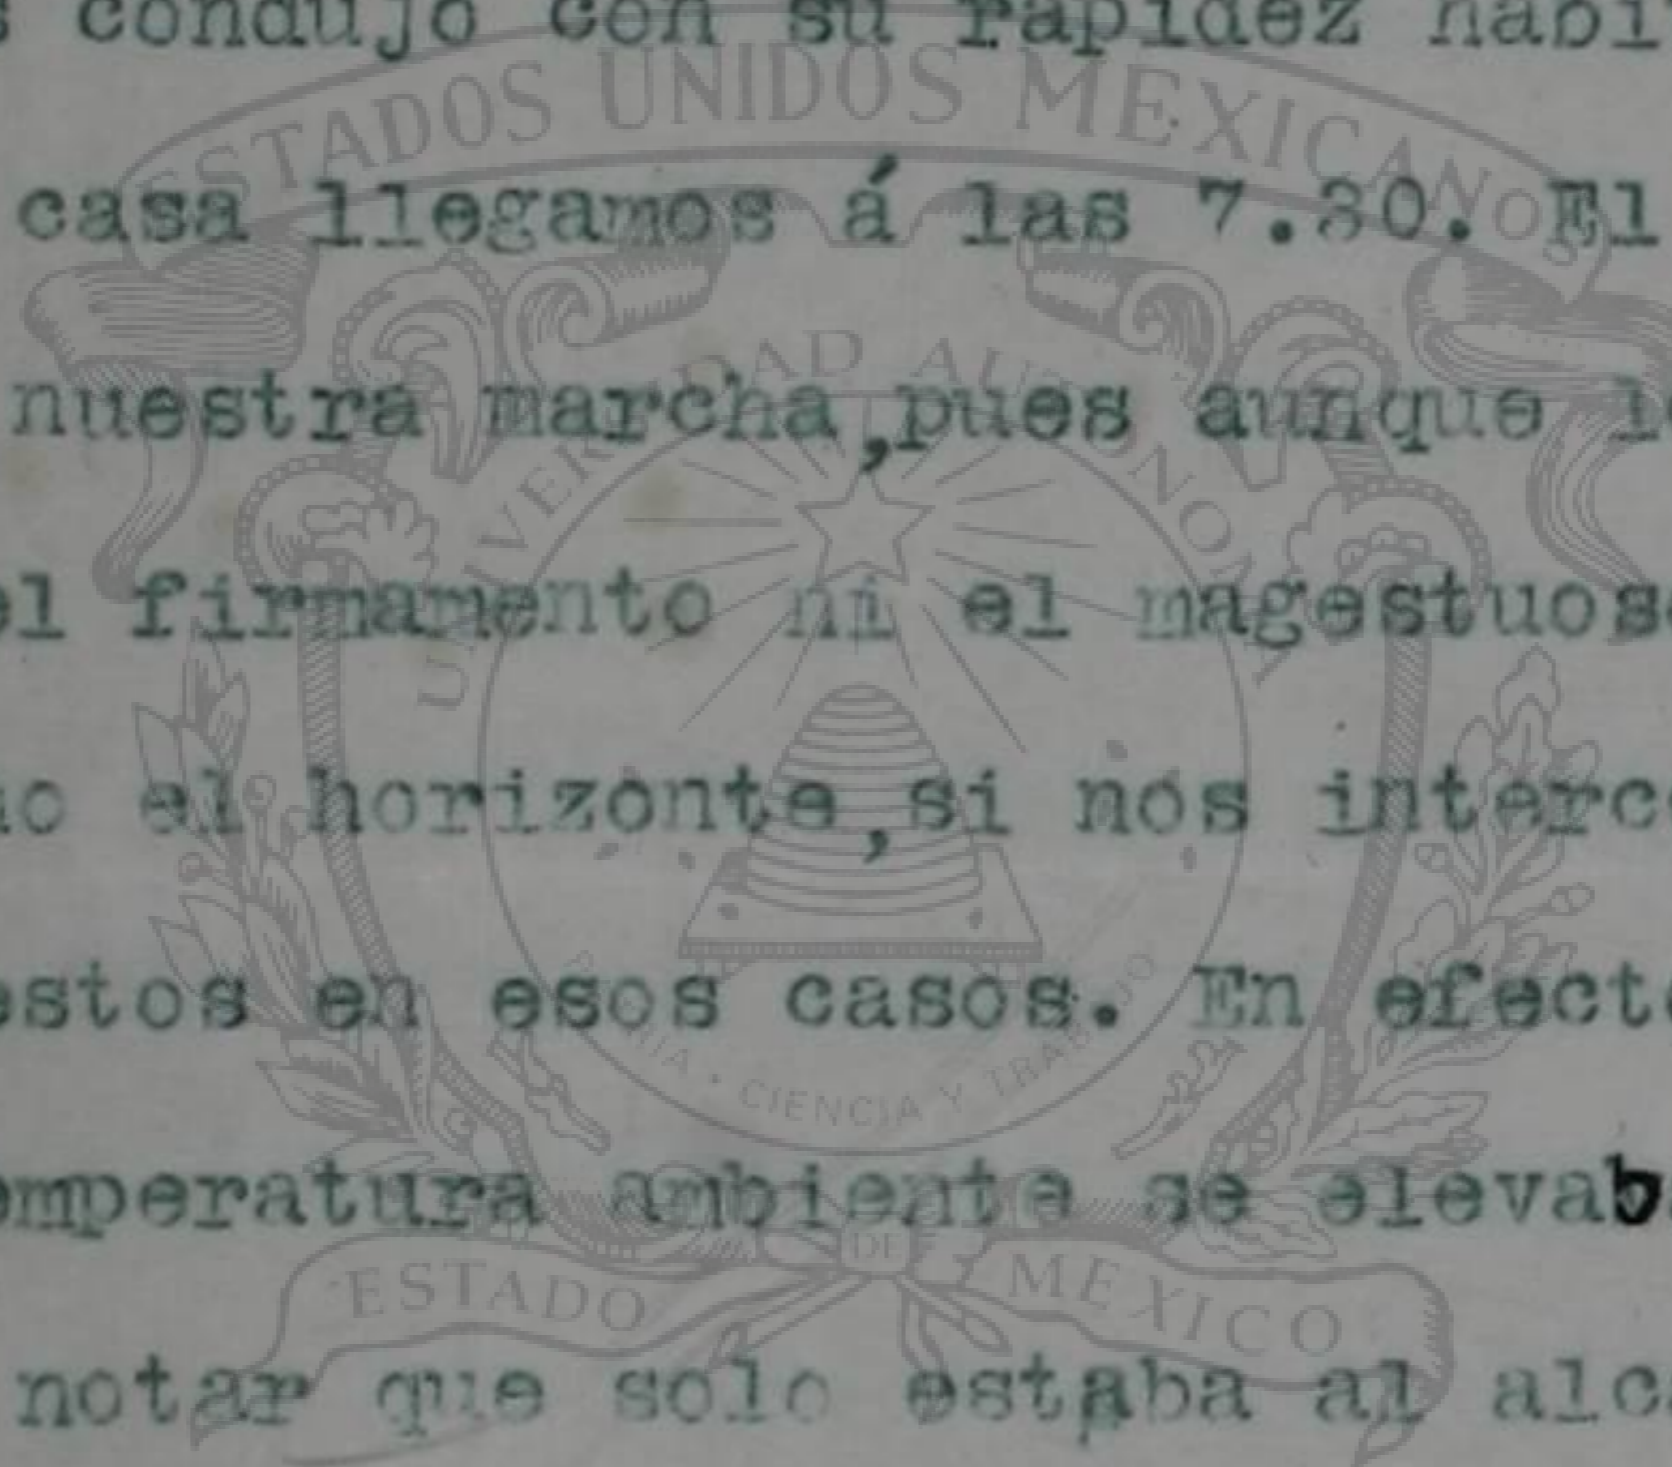 condujo con su rapidez habi
ESTADOS UNIDOS MEXICANOS
casa llegamos á las 7.30. El
nuestra marcha,pues aunque
el firmamento ni el magestuos
el horizonte,si nos interc
estos en esos casos. En efect
CIENCIA Y TRABAJO
mperatura ambiente se elevab
DE
ESTADO MEXICO
notar que solo estaba al alc